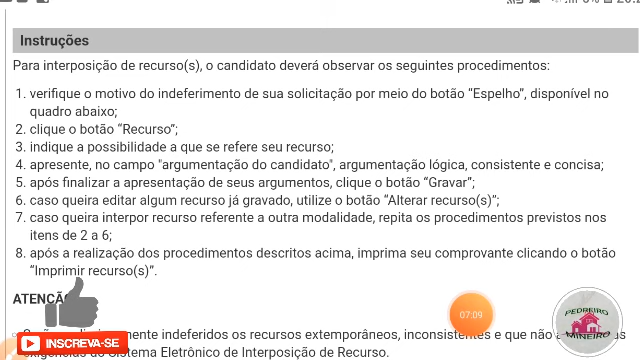 Instruções
Para interposição de recurso(s), o candidato deverá observar os seguintes procedimentos:
1. verifique o motivo do indeferimento de sua solicitação por meio do botão “Espelho”, disponível no
quadro abaixo;
2. clique o botão “Recurso”;
3. indique a possibilidade a que se refere seu recurso;
4. apresente, no campo "argumentação do candidato", argumentação lógica, consistente e concisa;
5. após finalizar a apresentação de seus argumentos, clique o botão “Gravar”;
6. caso queira editar algum recurso já gravado, utilize o botão “Alterar recurso(s)”;
7. caso queira interpor recurso referente a outra modalidade, repita os procedimentos previstos nos
itens de 2 a 6;
8. após a realização dos procedimentos descritos acima, imprima seu comprovante clicando o botão
“Imprimir recurso(s)”.
07:09
PEDREIRO
MINEIRO
INSCREVA-SE
indeferidos os recursos extemporâneos, inconsistentes e que não
do Sistema Eletrônico de Interposição de Recurso.